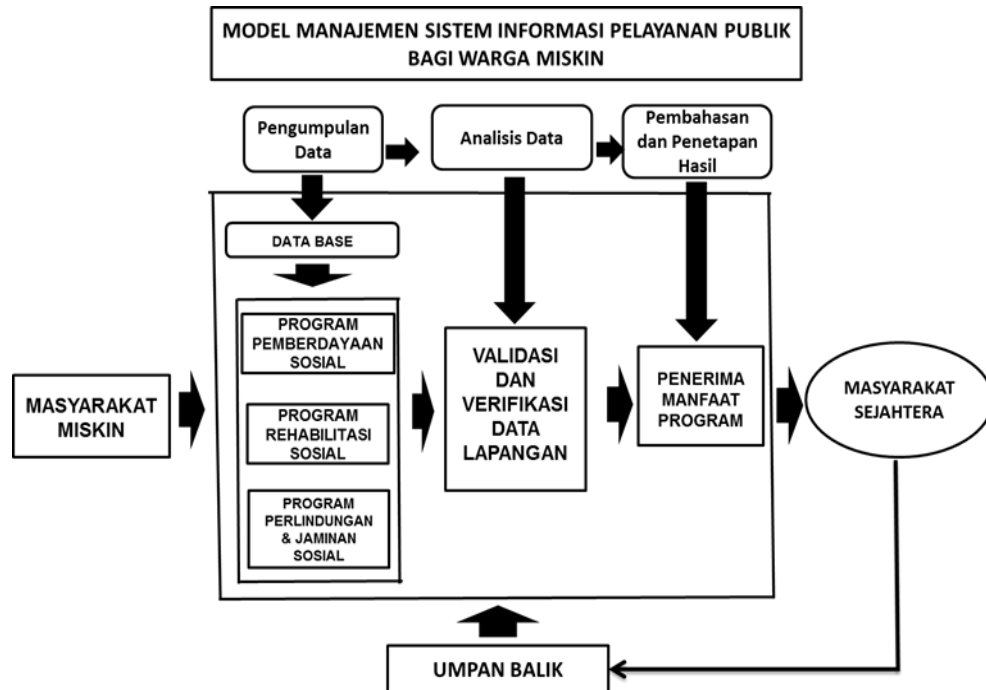 MODEL MANAJEMEN SISTEM INFORMASI PELAYANAN PUBLIK
BAGI WARGA MISKIN
Pengumpulan
Data
Analisis Data
Pembahasan
dan Penetapan
Hasil
DATA BASE
PROGRAM
PEMBERDAYAAN
SOSIAL
PROGRAM
REHABILITASI
SOSIAL
PROGRAM
PERLINDUNGAN
& JAMINAN
SOSIAL
MASYARAKAT
MISKIN
VALIDASI
DAN
VERIFIKASI
DATA
LAPANGAN
PENERIMA
MANFAAT
PROGRAM
MASYARAKAT
SEJAHTERA
UMPAN BALIK